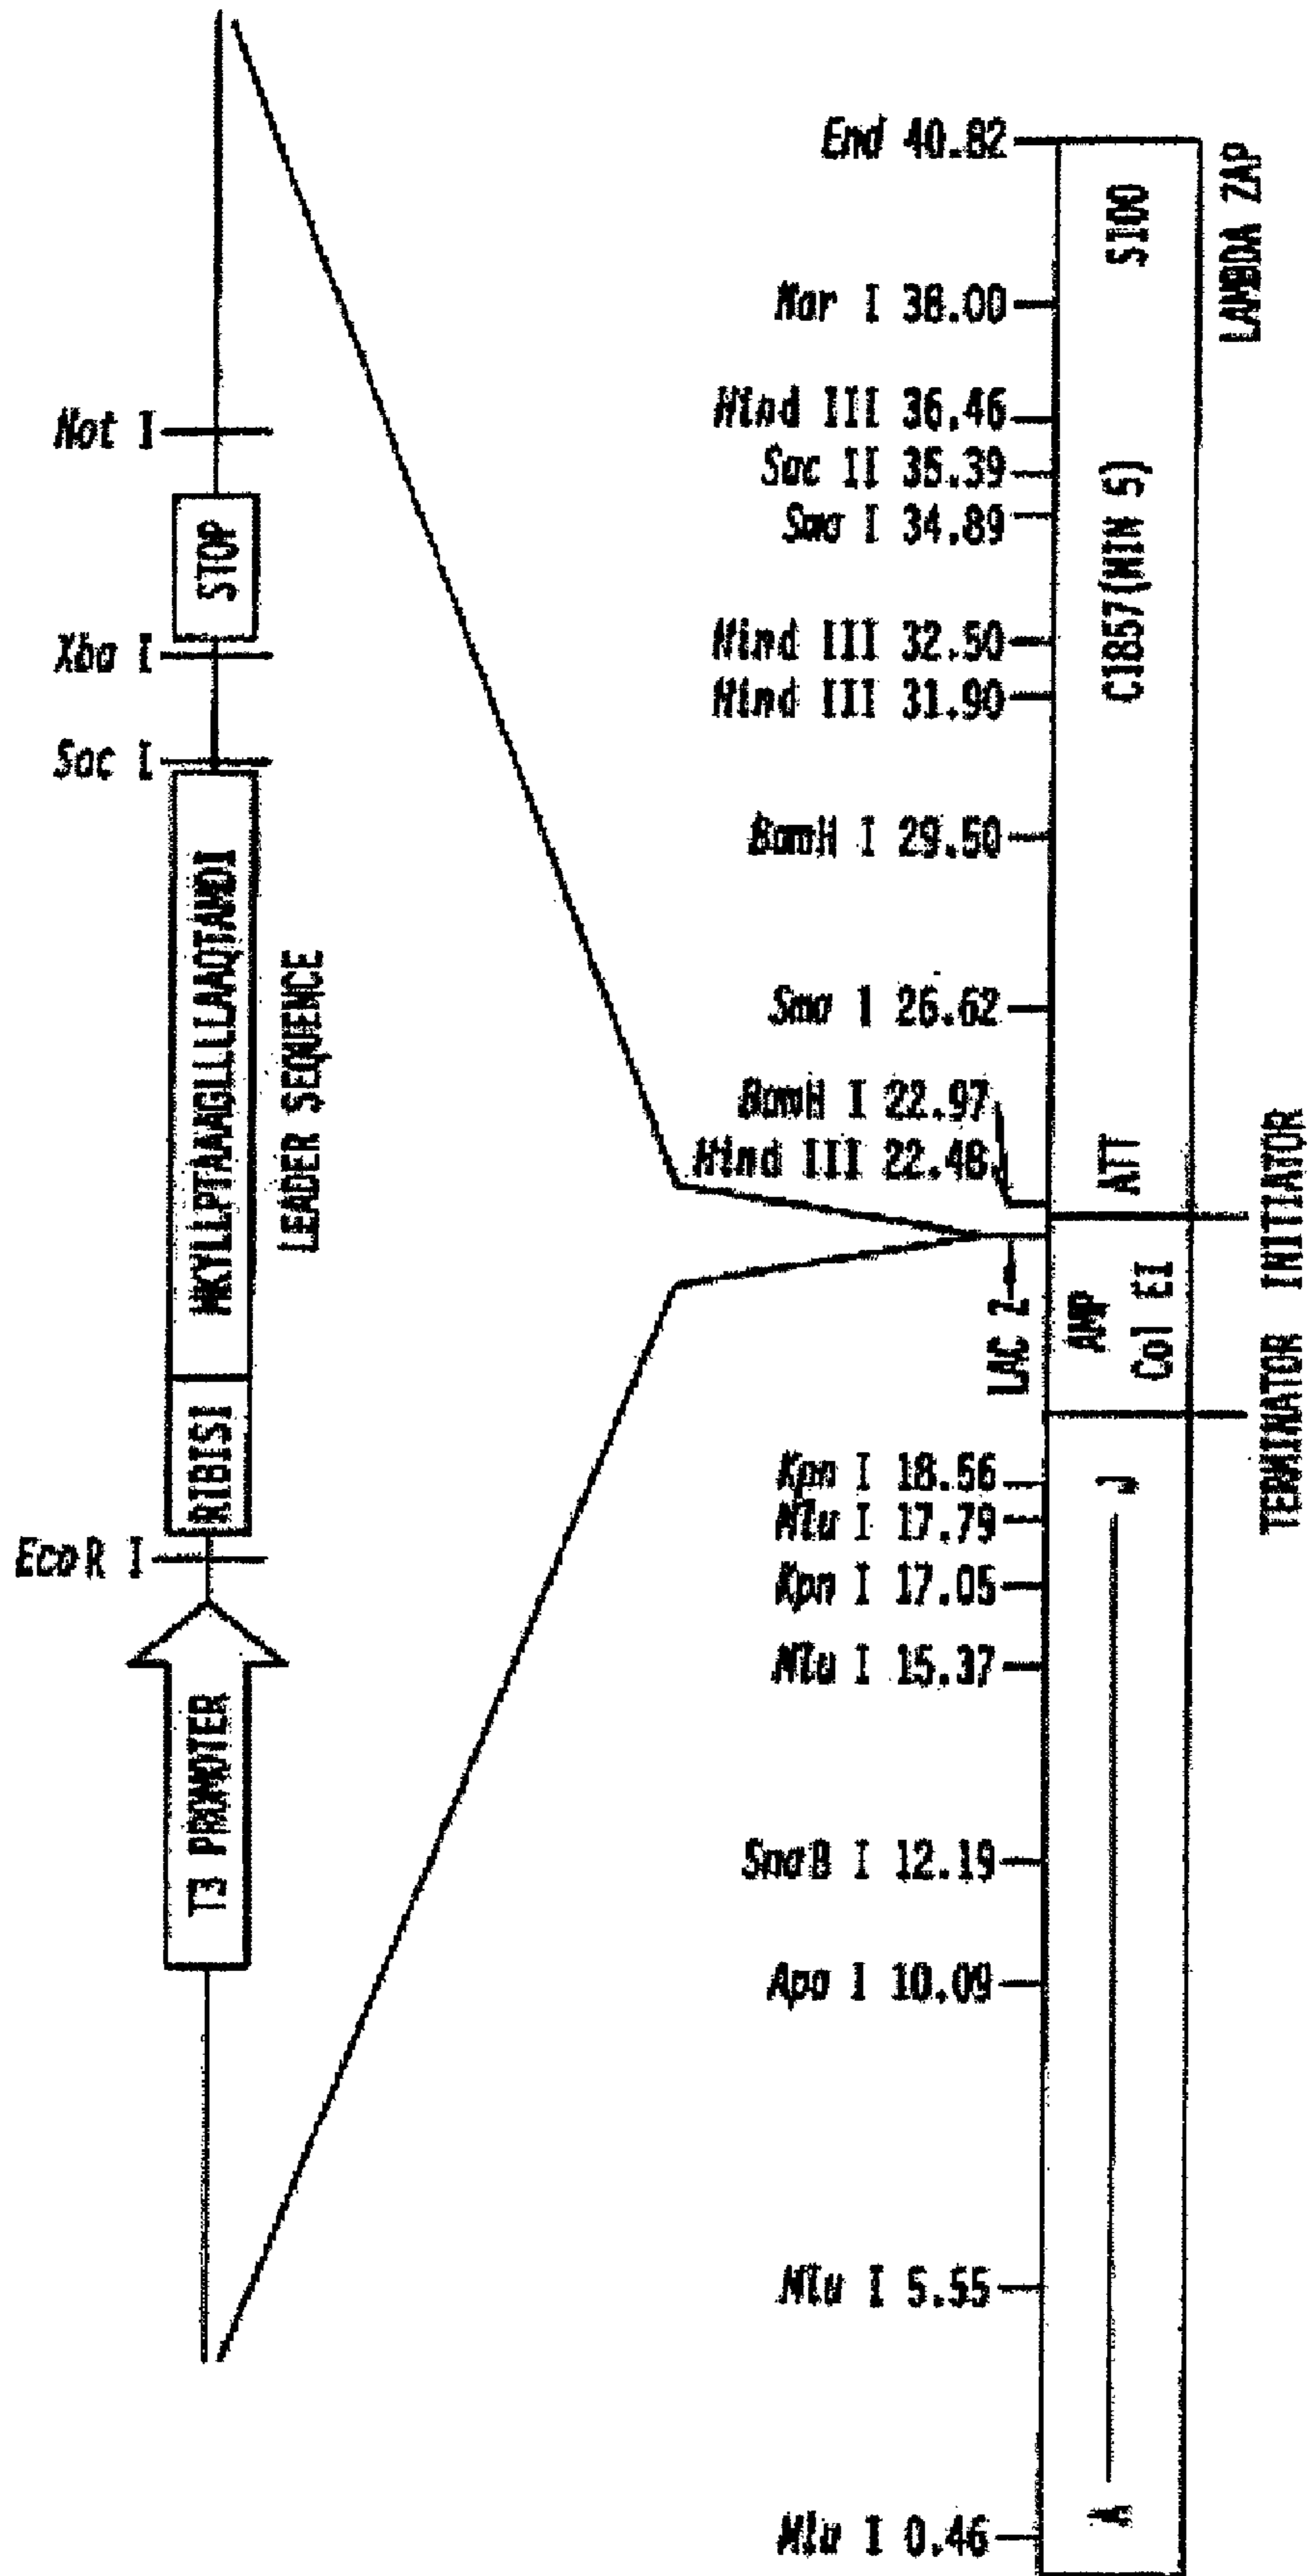 Not I
STOP
Xba I
Sac I
MKYLLPTAAAGLLLLAAQTAMDI
LEADER SEQUENCE
RIBISI
EcoR I
T3 PROMOTER
End 40.82
Nar I 38.00
Hind III 36.46
Sac II 35.39
Sma I 34.89
Hind III 32.50
Hind III 31.90
BamH I 29.50
Sma I 26.62
BamH I 22.97
Hind III 22.48
LAC Z
Kpn I 18.56
Mlu I 17.79
Kpn I 17.05
Mlu I 15.37
SnaB I 12.19
Apa I 10.09
Mlu I 5.55
Mlu I 0.46
S100
C1857(NIN 5)
ATT
AMP
Col E1
J
A
LAMBDA ZAP
INITIATOR
TERMINATOR